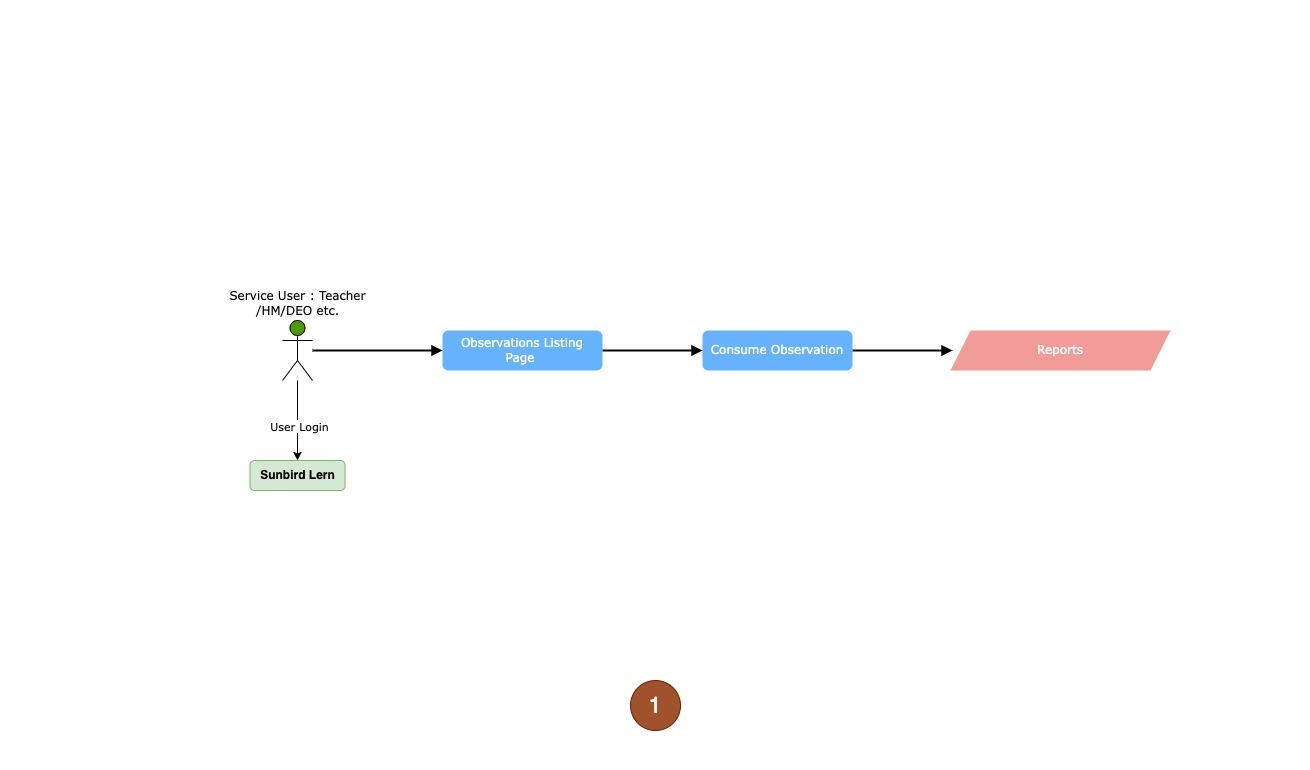 Service User : Teacher
/HM/DEO etc.
Observations Listing
Page
Consume Observation
Reports
User Login
Sunbird Lern
1